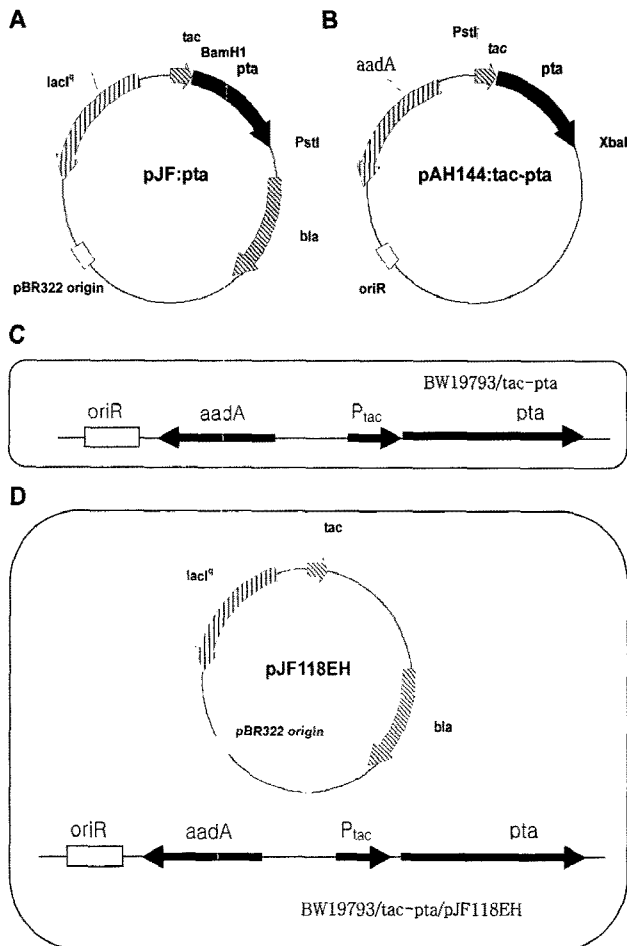 A
tac
BamH1
pta
lacIq
PstI
pJF:pta
bla
pBR322 origin
B
PstI
tac
aadA
pta
XbaI
pAH144:tac-pta
oriR
C
BW19793/tac-pta
oriR
aadA
Ptac
pta
D
tac
lacIq
pJF118EH
pBR322 origin
bla
oriR
aadA
Ptac
pta
BW19793/tac-pta/pJF118EH